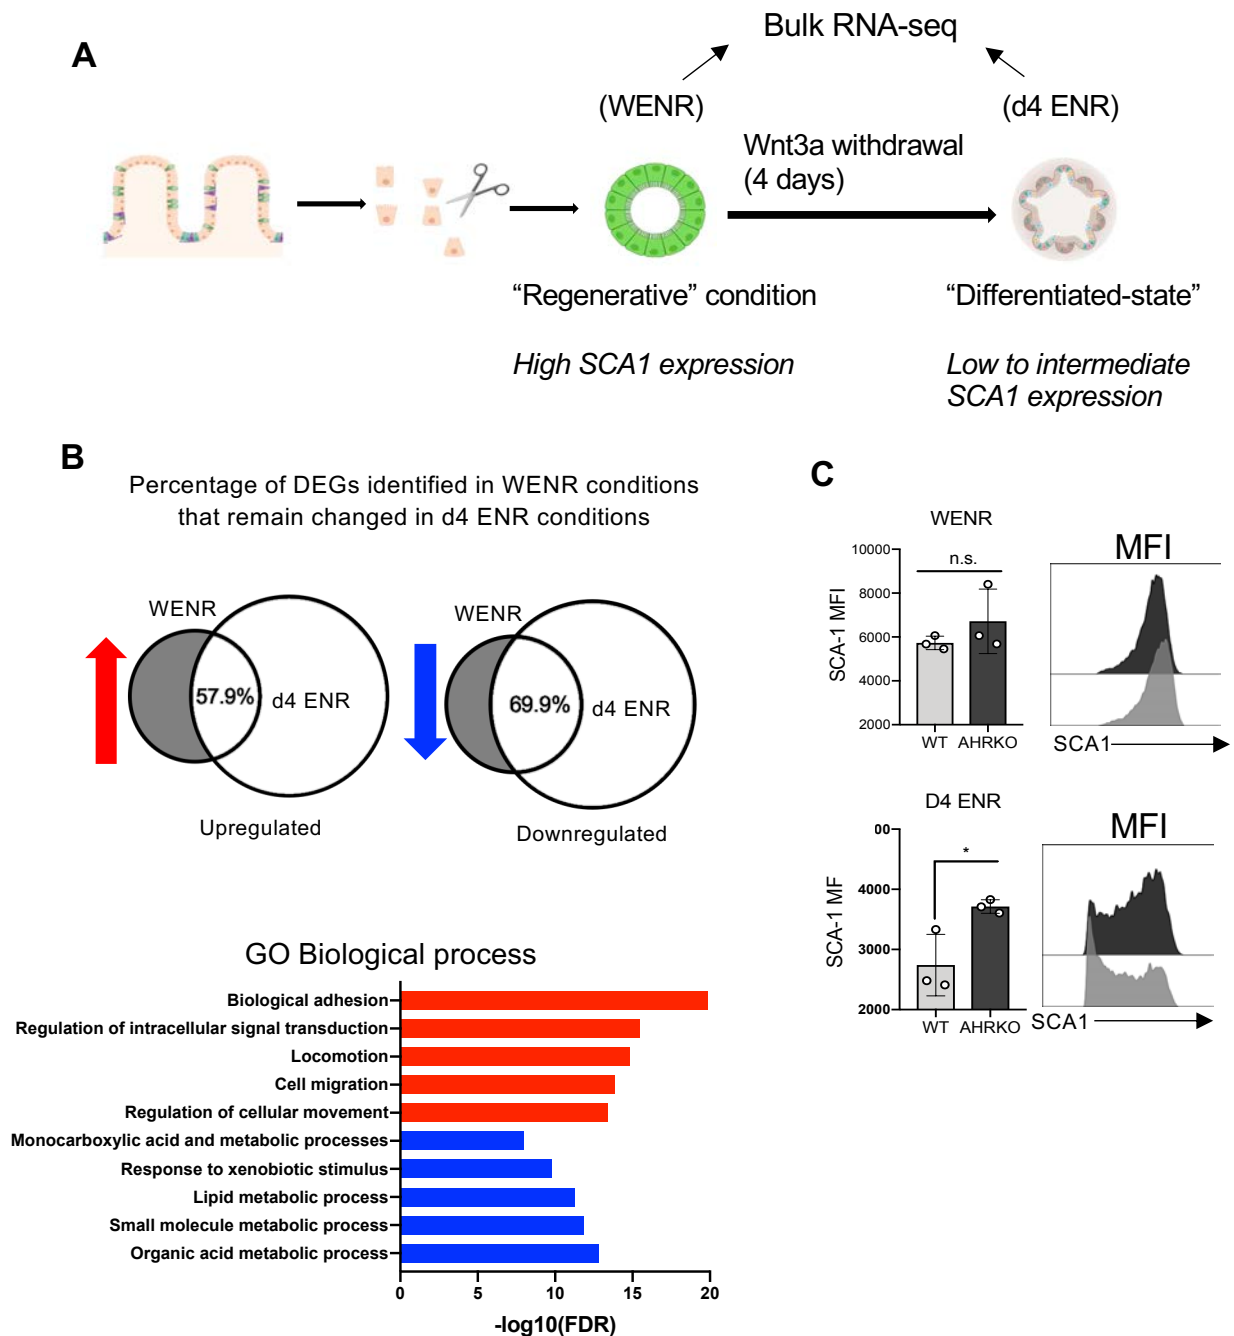 A
Bulk RNA-seq
(WENR)
(d4 ENR)
Wnt3a withdrawal
(4 days)
“Regenerative” condition
“Differentiated-state”
High SCA1 expression
Low to intermediate
SCA1 expression
B
Percentage of DEGs identified in WENR conditions
that remain changed in d4 ENR conditions
WENR
57.9%
d4 ENR
Upregulated
WENR
69.9%
d4 ENR
Downregulated
GO Biological process
Biological adhesion
Regulation of intracellular signal transduction
Locomotion
Cell migration
Regulation of cellular movement
Monocarboxylic acid and metabolic processes
Response to xenobiotic stimulus
Lipid metabolic process
Small molecule metabolic process
Organic acid metabolic process
0 5 10 15 20
-log10(FDR)
C
WENR
10000
8000
6000
4000
2000
SCA-1 MFI
n.s.
WT AHRKO
MFI
SCA1
D4 ENR
00
4000
3000
2000
SCA-1 MF
*
WT AHRKO
MFI
SCA1